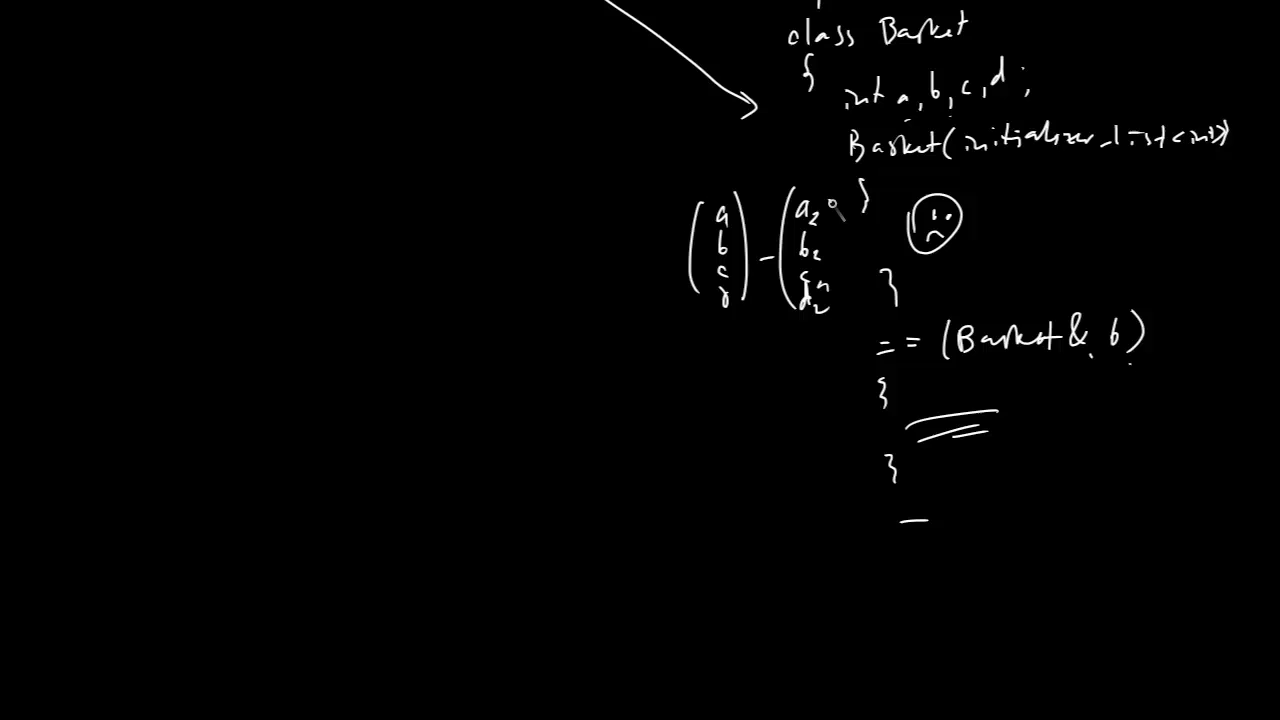 class Basket
{
int a, b, c, d;
Basket(initializer_list<int>)
{
}
(a b c d) - (a2 b2 c2 d2
== (Basket& b)
{
}
-